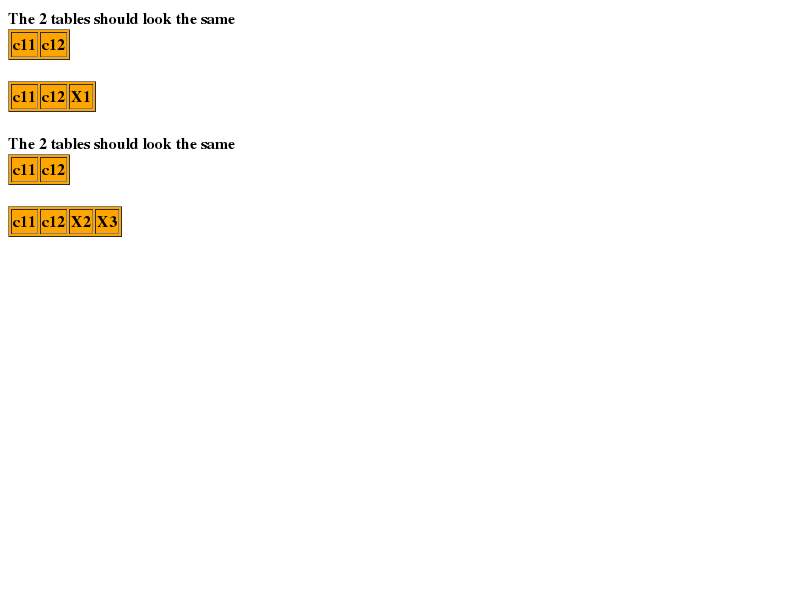 The 2 tables should look the same
c11 c12
c11 c12 X1
The 2 tables should look the same
c11 c12
c11 c12 X2 X3